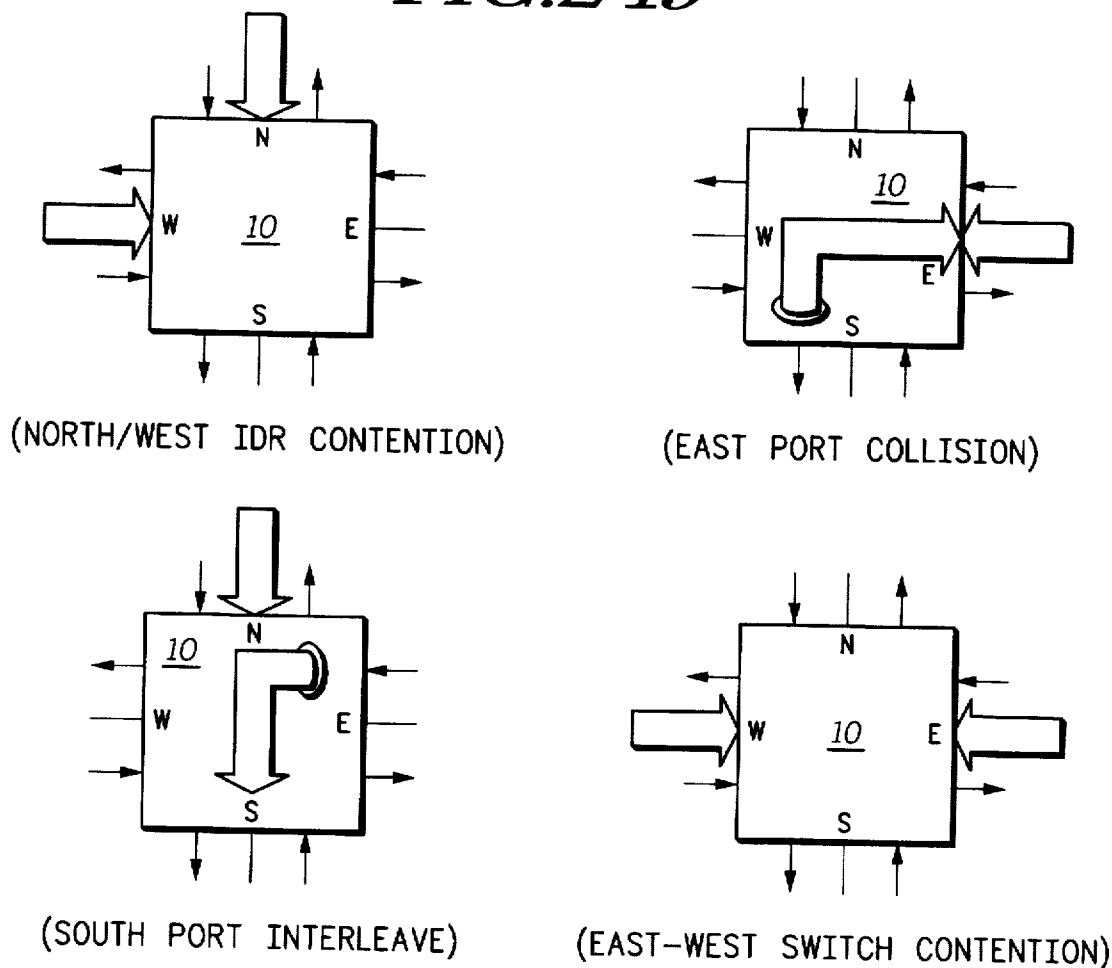 N
W
10
E
S
(NORTH/WEST IDR CONTENTION)
N
10
W
E
S
(EAST PORT COLLISION)
N
10
W
E
S
(SOUTH PORT INTERLEAVE)
N
W
10
E
S
(EAST-WEST SWITCH CONTENTION)